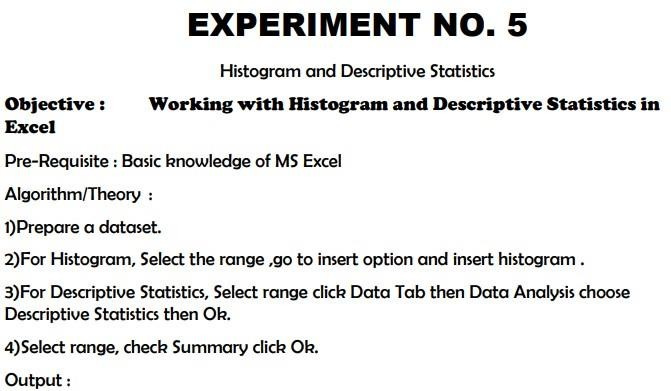 EXPERIMENT NO. 5
Histogram and Descriptive Statistics
Objective : Working with Histogram and Descriptive Statistics in
Excel
Pre-Requisite : Basic knowledge of MS Excel
Algorithm/Theory :
1)Prepare a dataset.
2)For Histogram, Select the range ,go to insert option and insert histogram .
3)For Descriptive Statistics, Select range click Data Tab then Data Analysis choose
Descriptive Statistics then Ok.
4)Select range, check Summary click Ok.
Output :